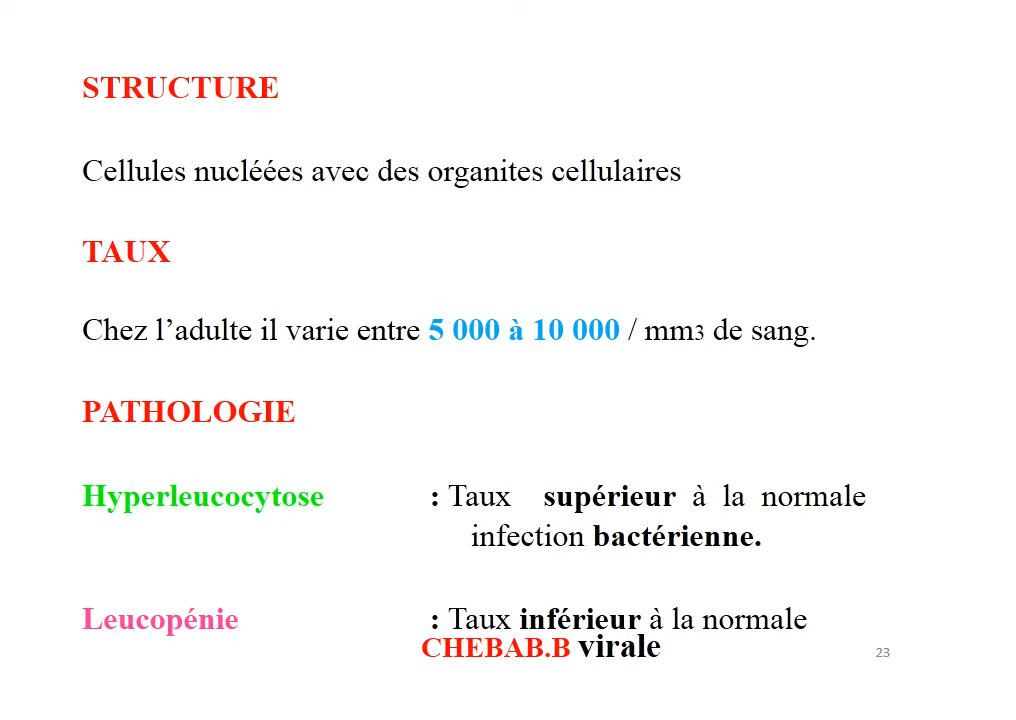 STRUCTURE
Cellules nucléées avec des organites cellulaires
TAUX
Chez l’adulte il varie entre 5 000 à 10 000 / mm3 de sang.
PATHOLOGIE
Hyperleucocytose : Taux supérieur à la normale
infection bactérienne.
Leucopénie : Taux inférieur à la normale
CHEBAB.B virale
23